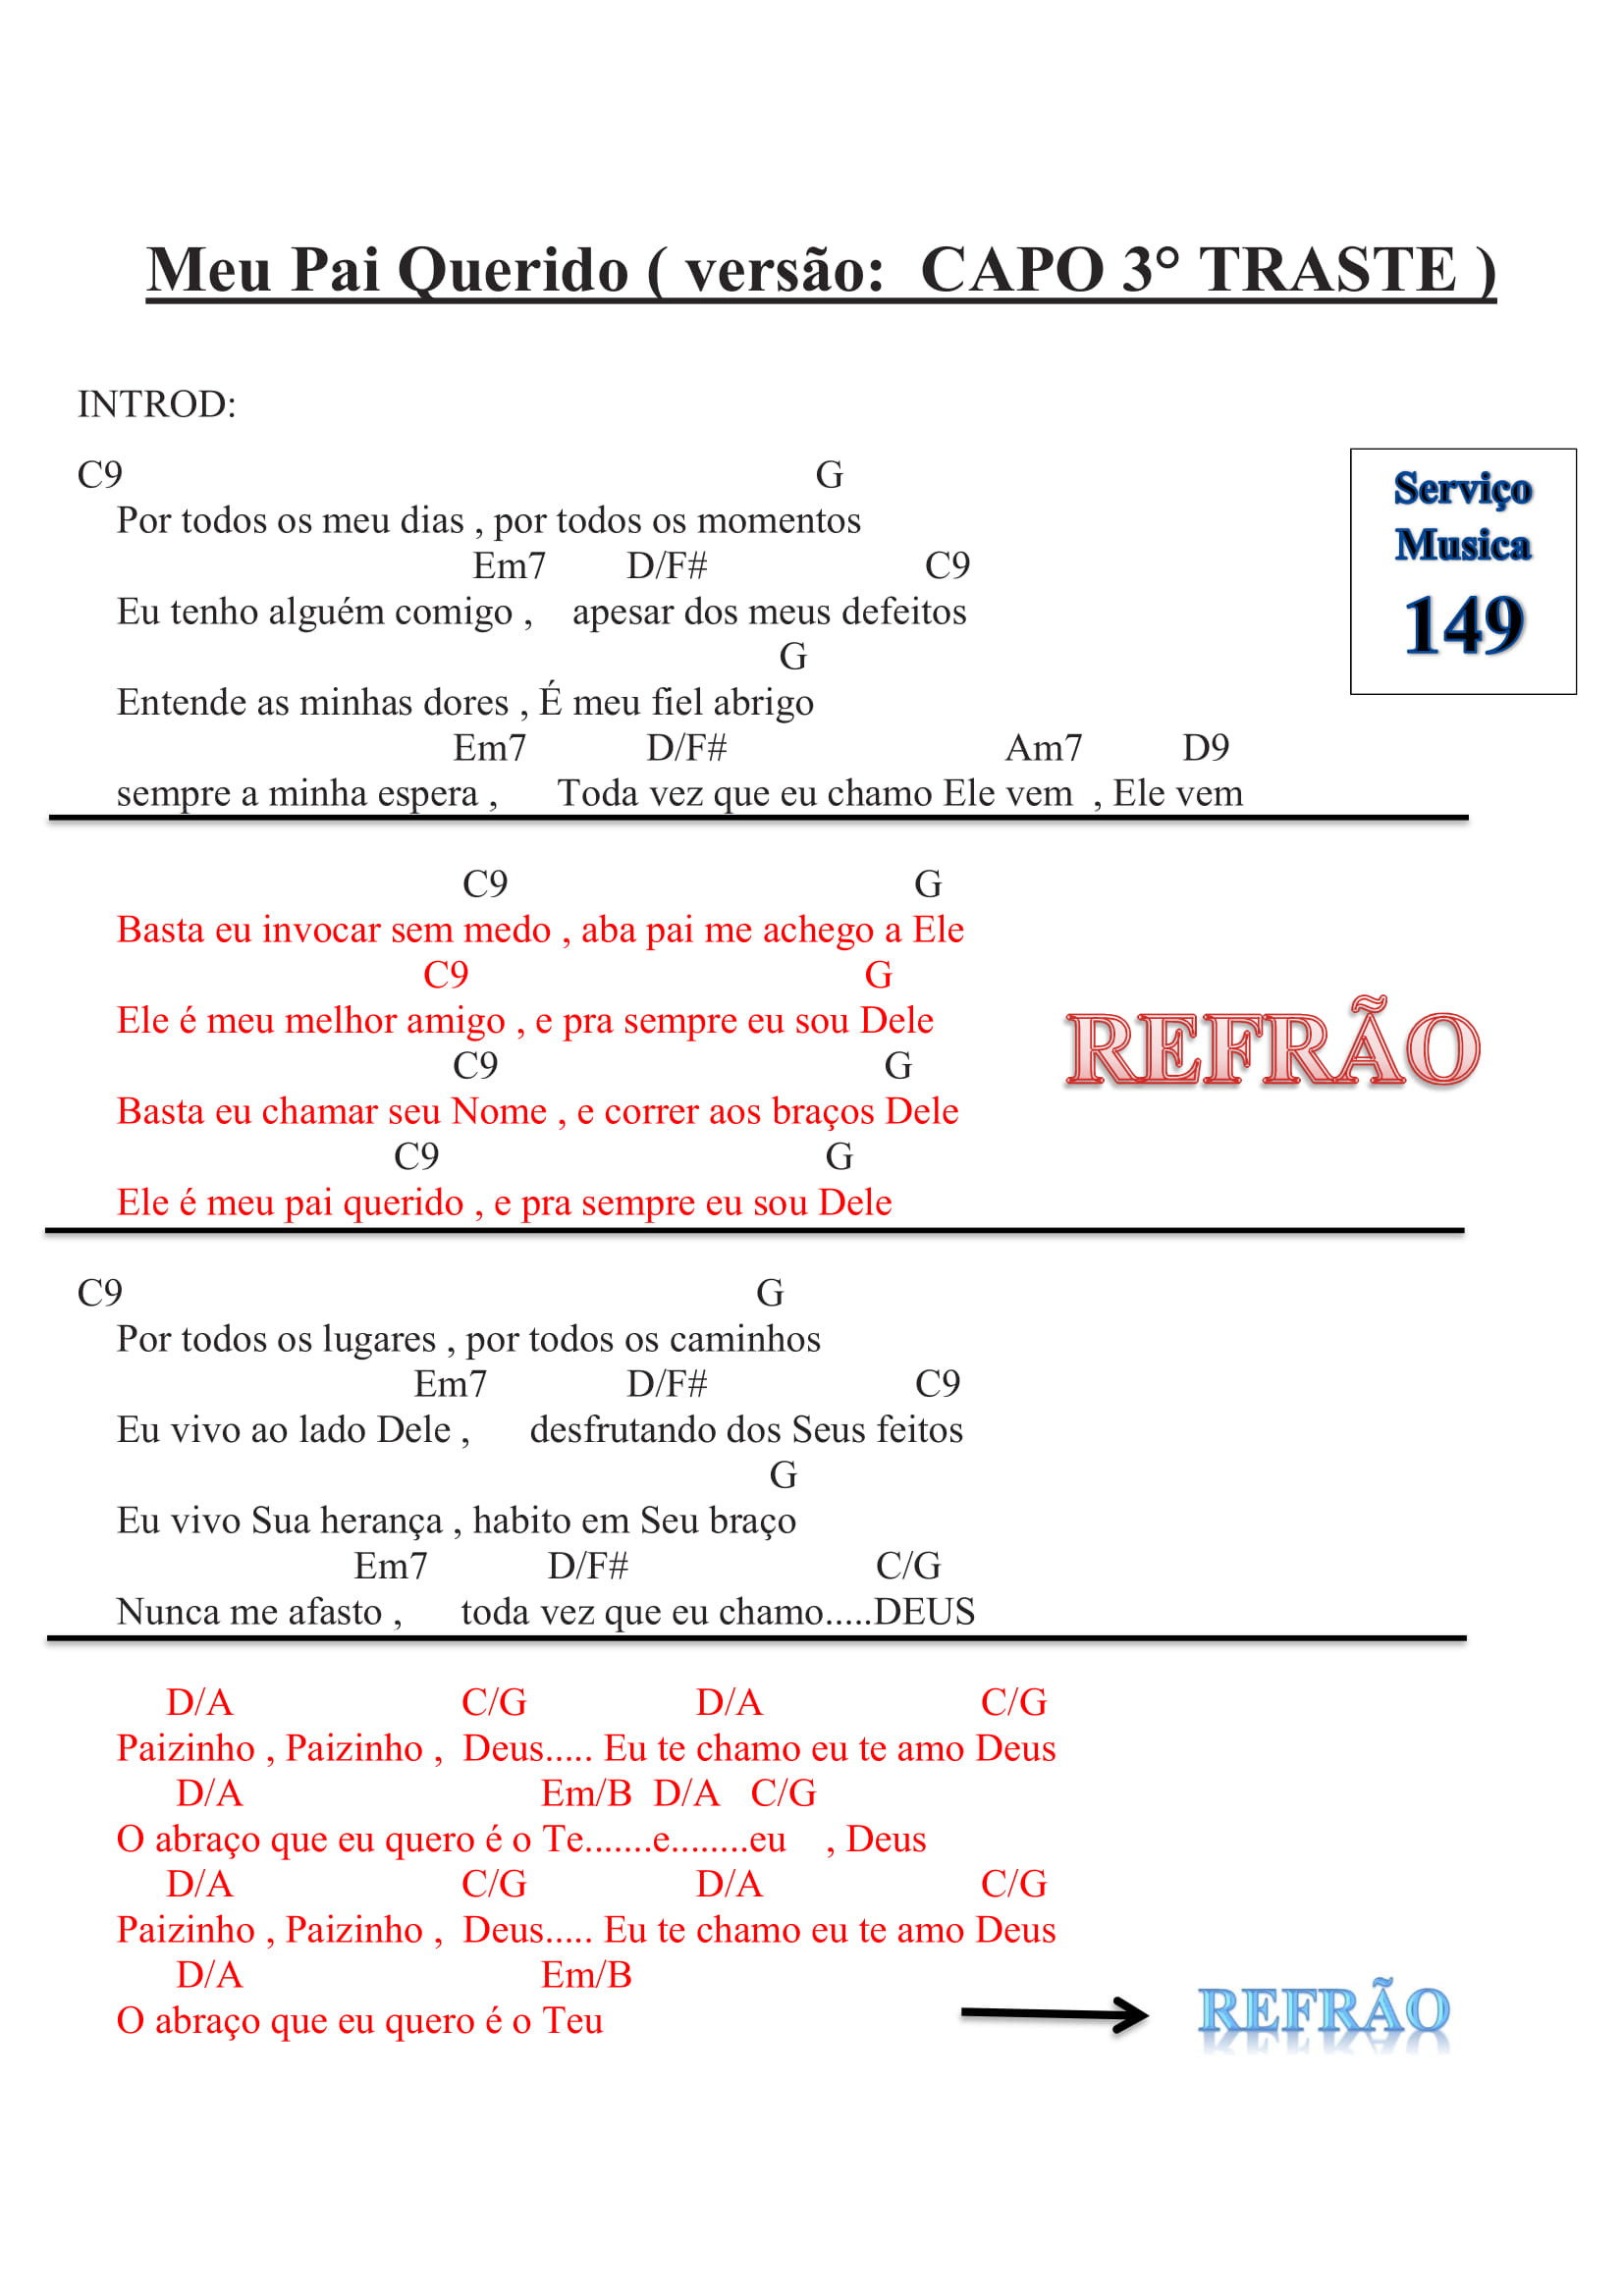 Meu Pai Querido ( versão:  CAPO 3° TRASTE )
INTROD:
C9 G
Por todos os meu dias , por todos os momentos
Em7 D/F# C9
Eu tenho alguém comigo , apesar dos meus defeitos
G
Entende as minhas dores , É meu fiel abrigo
Em7 D/F# Am7 D9
sempre a minha espera , Toda vez que eu chamo Ele vem , Ele vem
Serviço
Musica
149
C9 G
Basta eu invocar sem medo , aba pai me achego a Ele
C9 G
Ele é meu melhor amigo , e pra sempre eu sou Dele
C9 G
Basta eu chamar seu Nome , e correr aos braços Dele
C9 G
Ele é meu pai querido , e pra sempre eu sou Dele
REFRÃO
C9 G
Por todos os lugares , por todos os caminhos
Em7 D/F# C9
Eu vivo ao lado Dele , desfrutando dos Seus feitos
G
Eu vivo Sua herança , habito em Seu braço
Em7 D/F# C/G
Nunca me afasto , toda vez que eu chamo.....DEUS
D/A C/G D/A C/G
Paizinho , Paizinho , Deus..... Eu te chamo eu te amo Deus
D/A Em/B D/A C/G
O abraço que eu quero é o Te.......e........eu , Deus
D/A C/G D/A C/G
Paizinho , Paizinho , Deus..... Eu te chamo eu te amo Deus
D/A Em/B
O abraço que eu quero é o Teu
REFRÃO